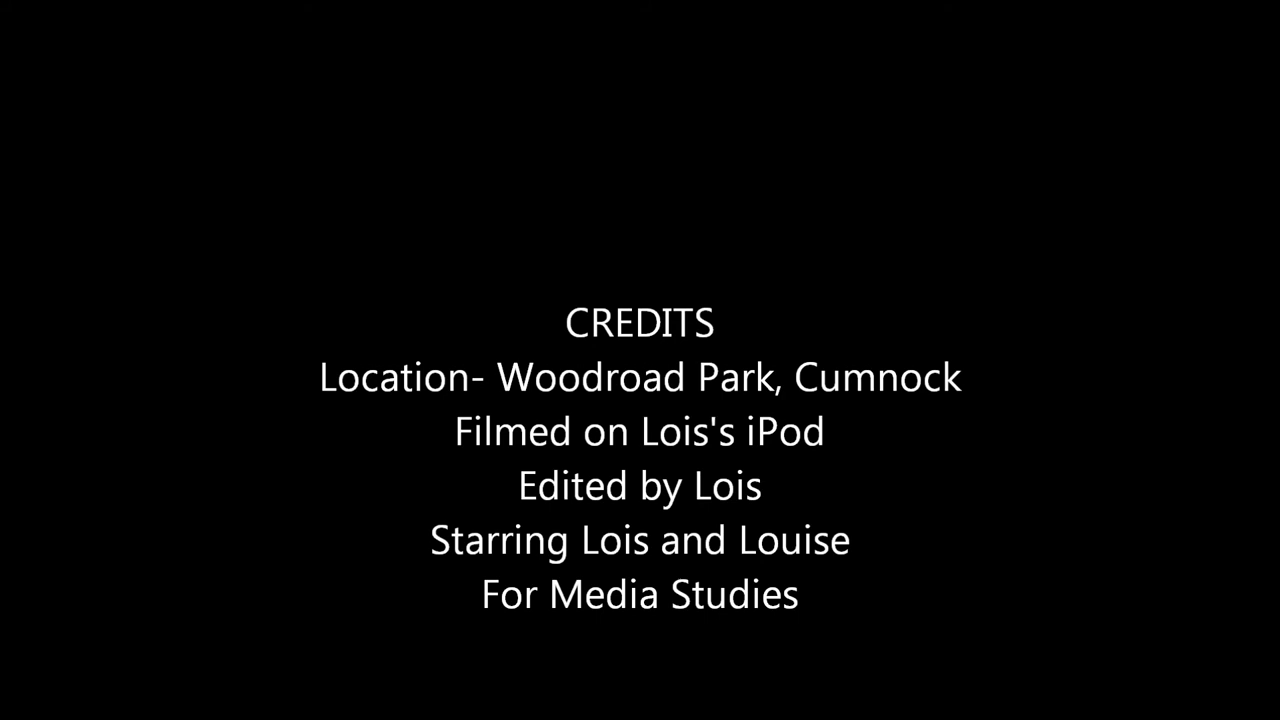 CREDITS
Location- Woodroad Park, Cumnock
Filmed on Lois's iPod
Edited by Lois
Starring Lois and Louise
For Media Studies